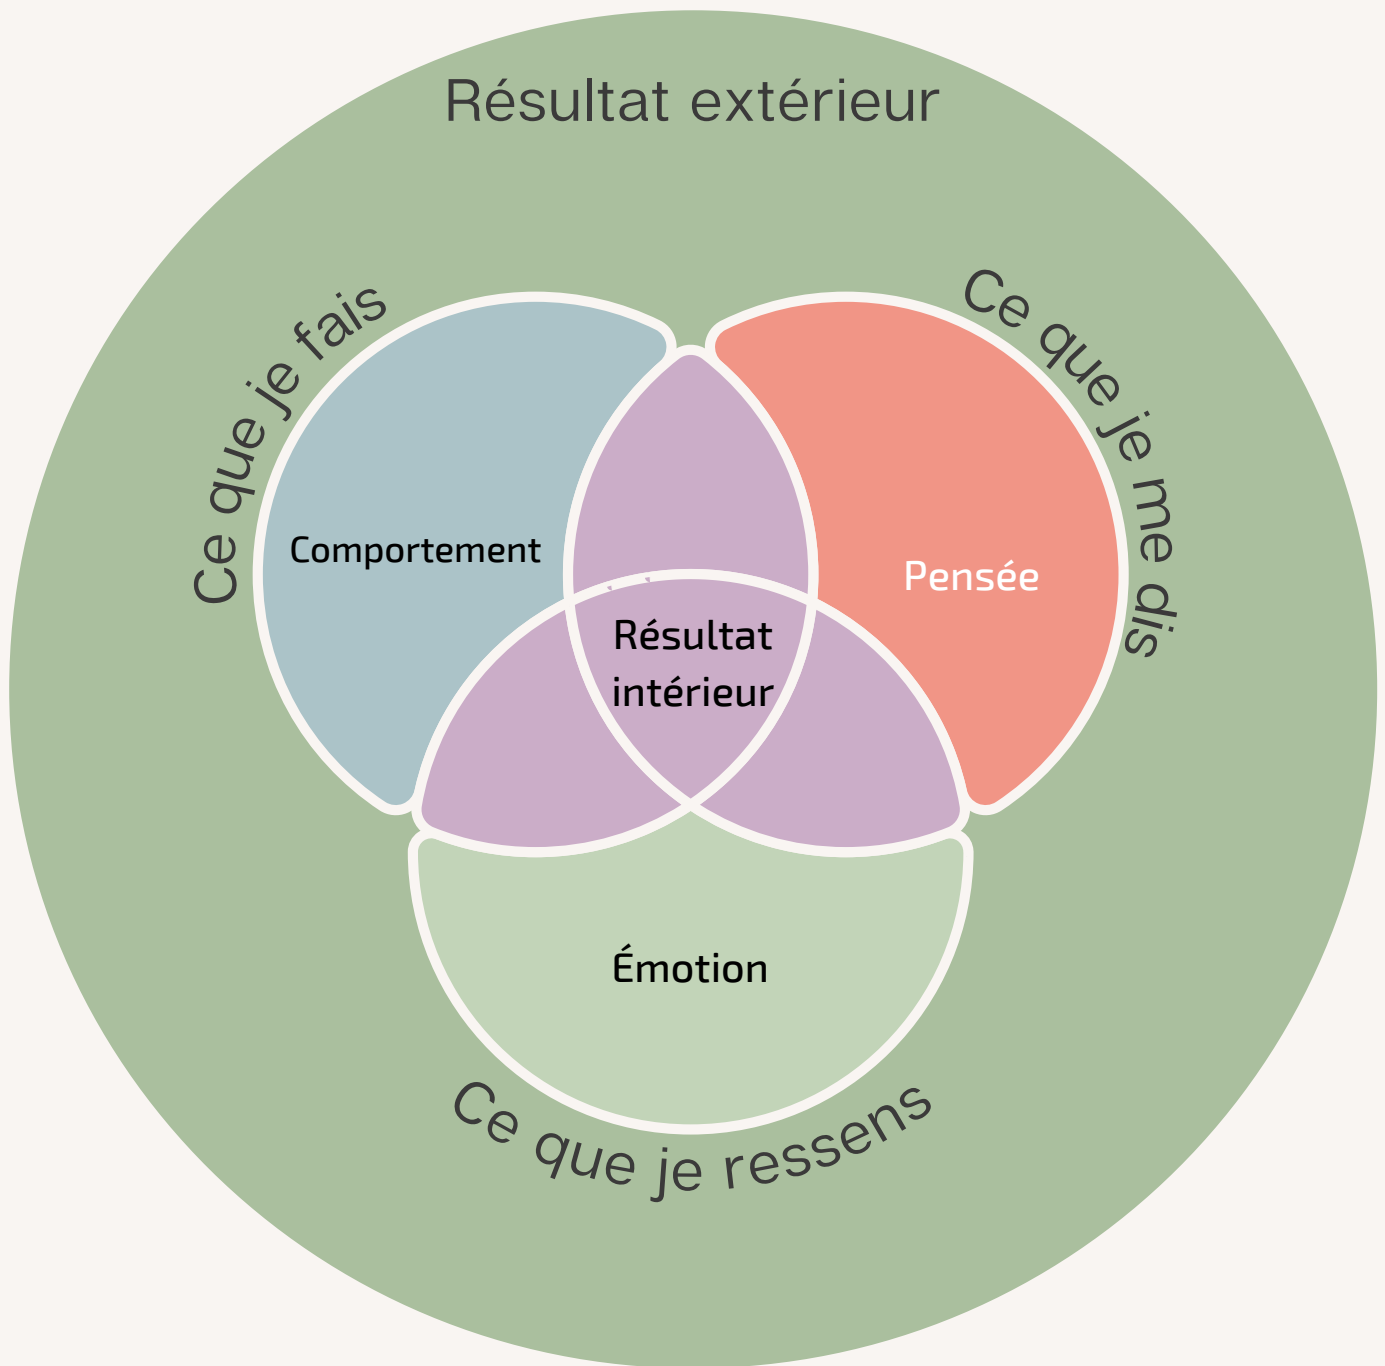 Résultat extérieur
Ce que je fais
Ce que je me dis
Comportement
Pensée
Résultat
intérieur
Émotion
Ce que je ressens